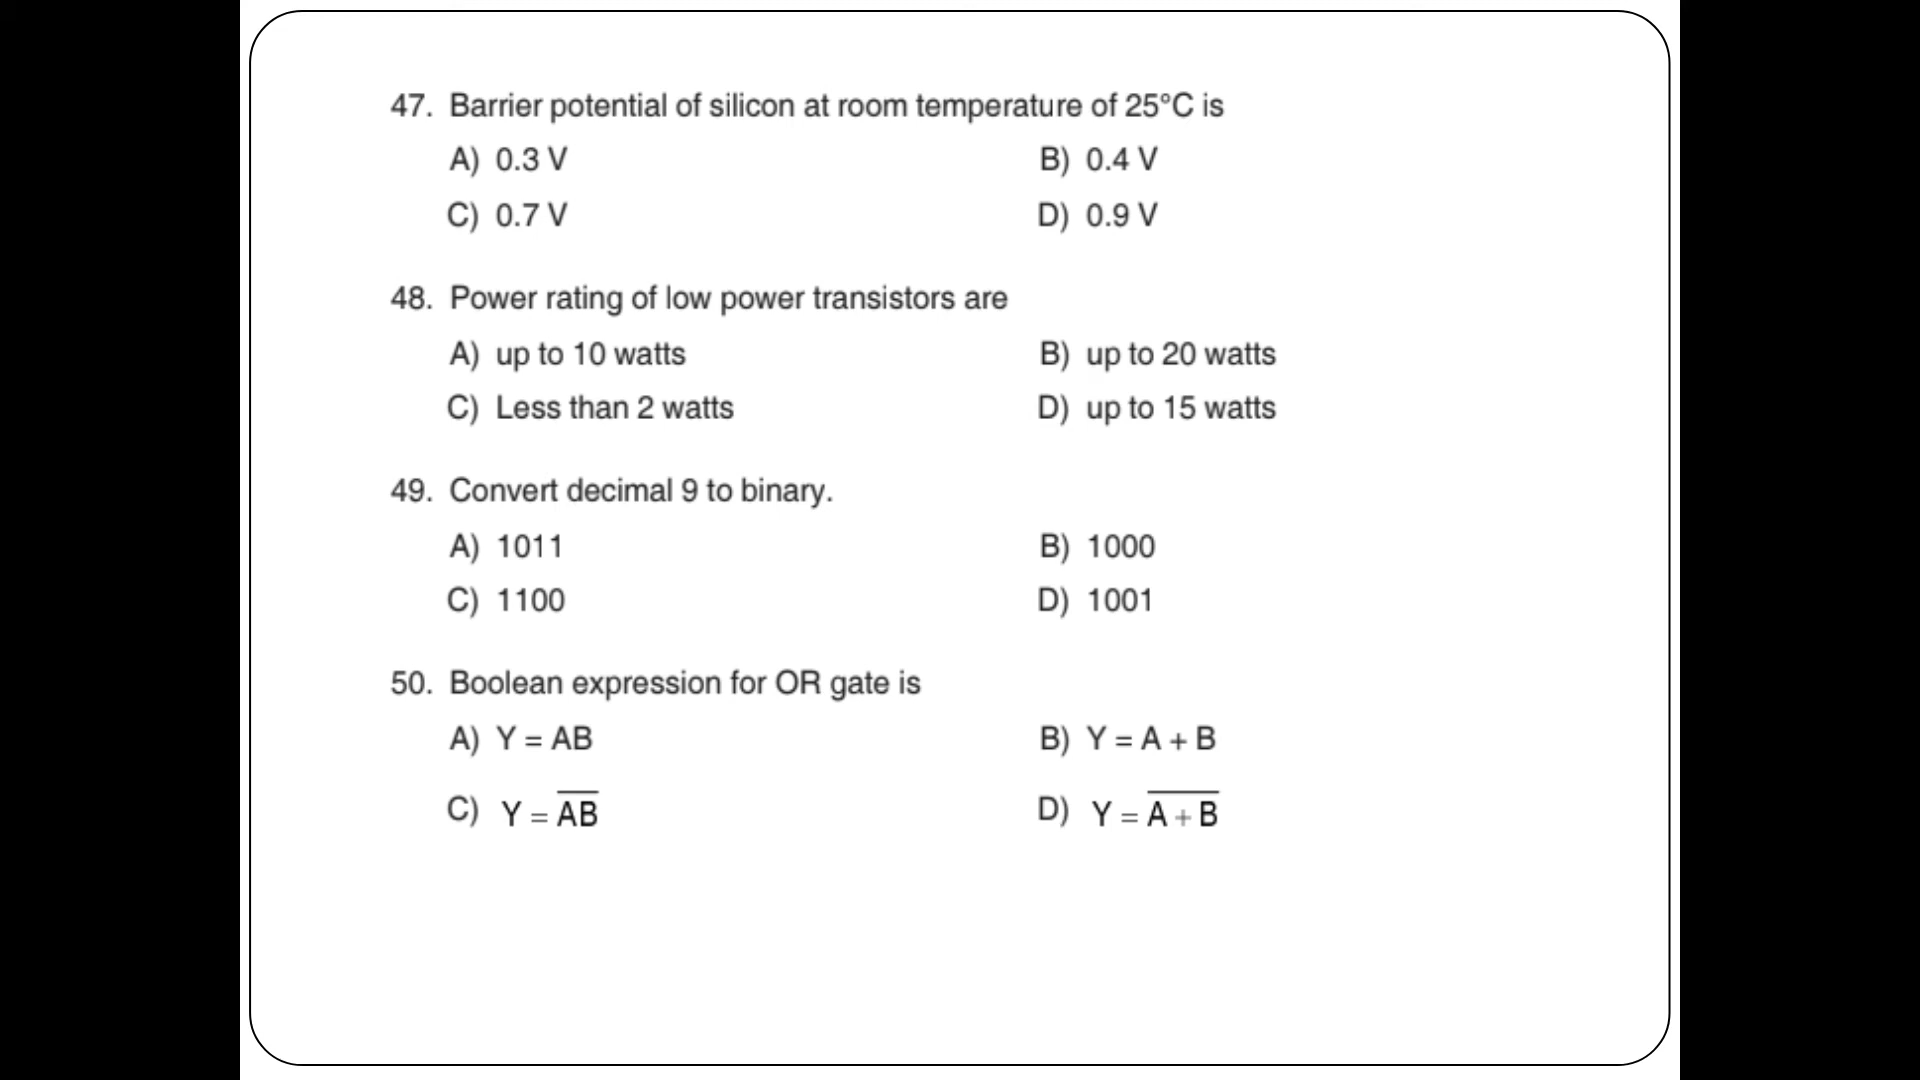 47. Barrier potential of silicon at room temperature of 25°C is
A) 0.3 V B) 0.4 V
C) 0.7 V D) 0.9 V
48. Power rating of low power transistors are
A) up to 10 watts B) up to 20 watts
C) Less than 2 watts D) up to 15 watts
49. Convert decimal 9 to binary.
A) 1011 B) 1000
C) 1100 D) 1001
50. Boolean expression for OR gate is
A) Y = AB B) Y = A + B
C) Y = A̅B̅ D) Y = A̅ ̅+̅ ̅B̅